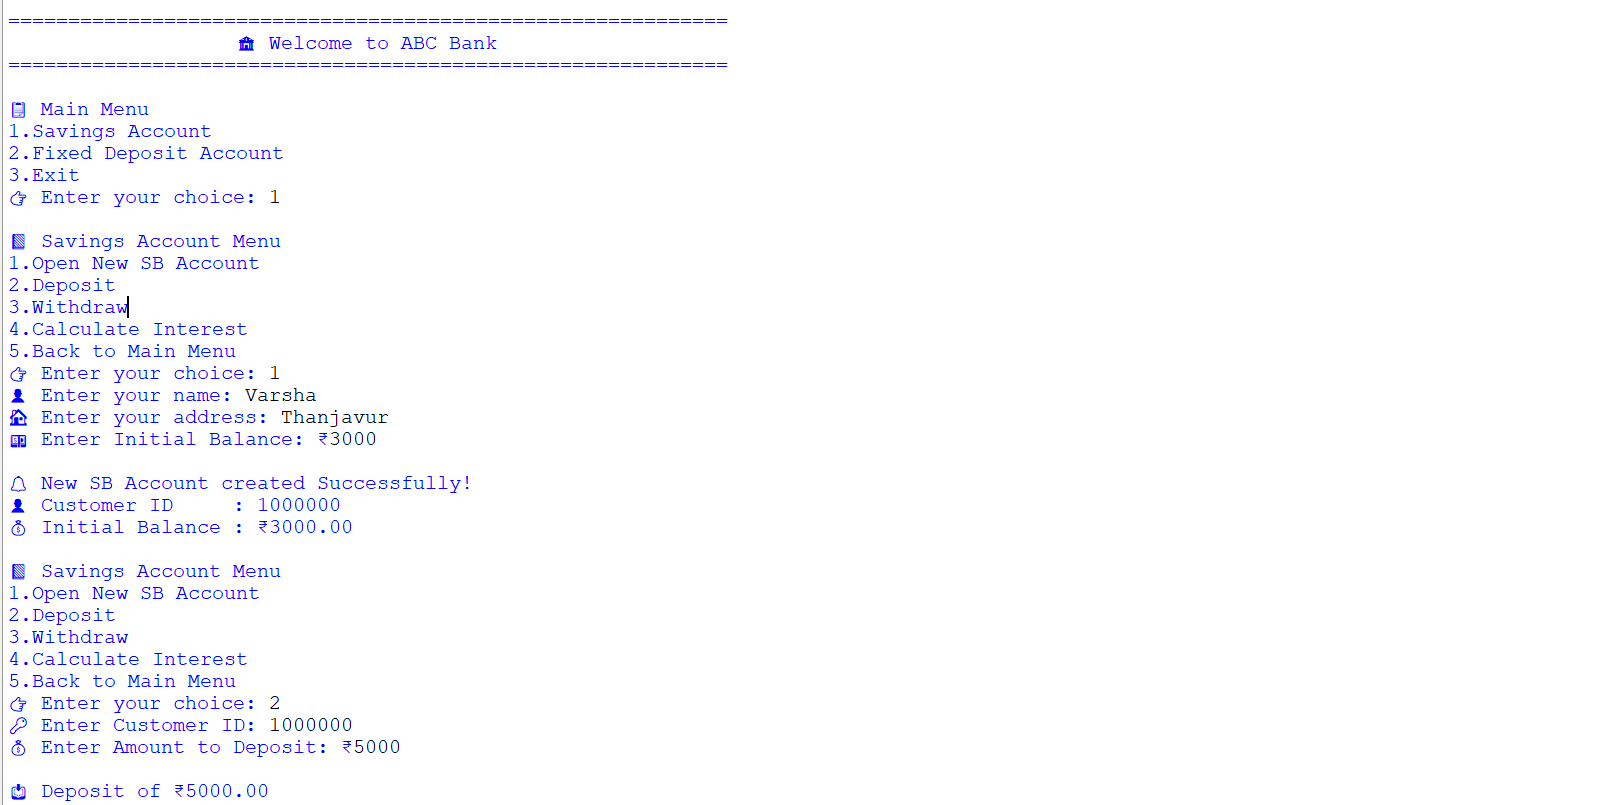 ============================================================
🏦 Welcome to ABC Bank
============================================================
📋 Main Menu
1.Savings Account
2.Fixed Deposit Account
3.Exit
👉 Enter your choice: 1
📘 Savings Account Menu
1.Open New SB Account
2.Deposit
3.Withdraw
4.Calculate Interest
5.Back to Main Menu
👉 Enter your choice: 1
👤 Enter your name: Varsha
🏠 Enter your address: Thanjavur
💵 Enter Initial Balance: ₹3000
🔔 New SB Account created Successfully!
👤 Customer ID     : 1000000
💰 Initial Balance : ₹3000.00
📘 Savings Account Menu
1.Open New SB Account
2.Deposit
3.Withdraw
4.Calculate Interest
5.Back to Main Menu
👉 Enter your choice: 2
🔑 Enter Customer ID: 1000000
💰 Enter Amount to Deposit: ₹5000
📥 Deposit of ₹5000.00